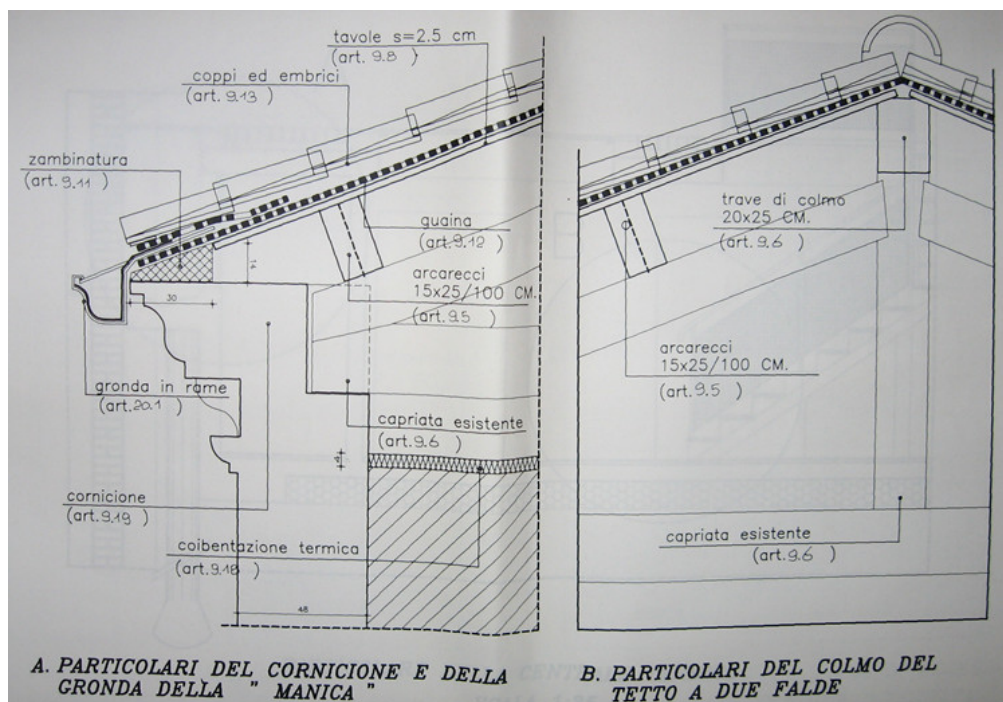 tavole s=2.5 cm
(art. 9.8)
coppi ed embrici
(art. 9.13)
zambinatura
(art. 9.11)
guaina
(art. 9.12)
14
30
arcarecci
15x25/100 CM.
(art. 9.5)
gronda in rame
(art. 20.1)
capriata esistente
(art. 9.6)
cornicione
(art. 9.19)
coibentazione termica
(art. 9.18)
48
A. PARTICOLARI DEL CORNICIONE E DELLA
GRONDA DELLA " MANICA "
trave di colmo
20x25 CM.
(art. 9.6)
arcarecci
15x25/100 CM.
(art. 9.5)
capriata esistente
(art. 9.6)
B. PARTICOLARI DEL COLMO DEL
TETTO A DUE FALDE